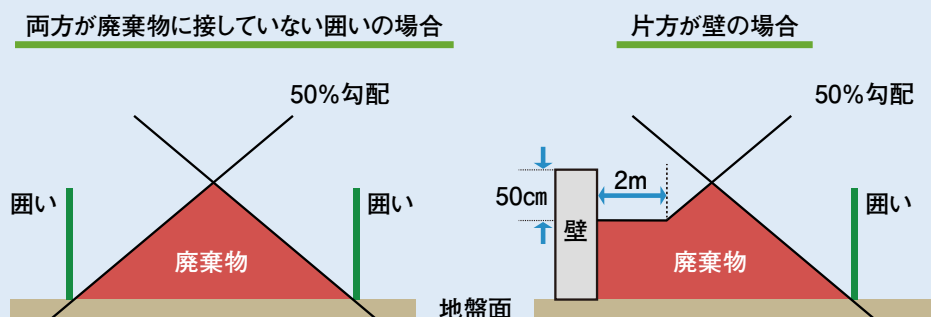 両方が廃棄物に接していない囲いの場合
50%勾配
囲い
囲い
廃棄物
地盤面
片方が壁の場合
50%勾配
50cm
2m
壁
囲い
廃棄物